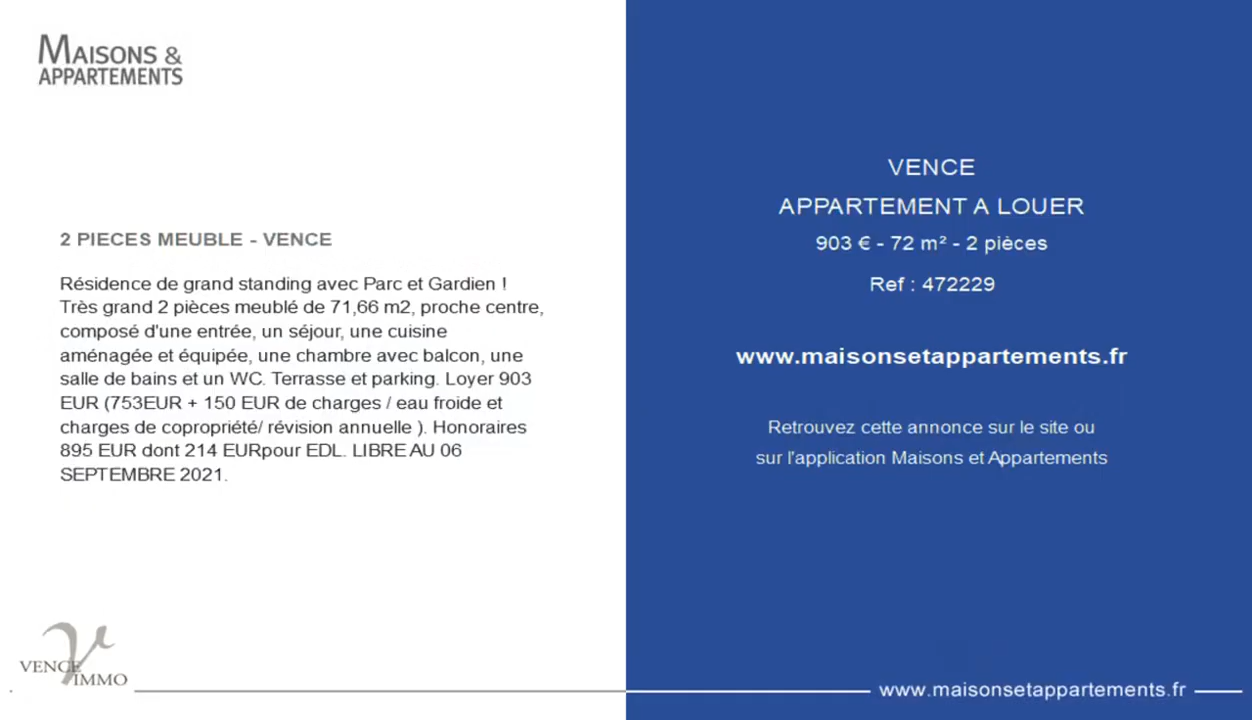 MAISONS &
APPARTEMENTS
2 PIECES MEUBLE - VENCE
Résidence de grand standing avec Parc et Gardien !
Très grand 2 pièces meublé de 71,66 m2, proche centre,
composé d'une entrée, un séjour, une cuisine
aménagée et équipée, une chambre avec balcon, une
salle de bains et un WC. Terrasse et parking. Loyer 903
EUR (753EUR + 150 EUR de charges / eau froide et
charges de copropriété/ révision annuelle ). Honoraires
895 EUR dont 214 EURpour EDL. LIBRE AU 06
SEPTEMBRE 2021.
VENCE
IMMO
VENCE
APPARTEMENT A LOUER
903 € - 72 m² - 2 pièces
Ref : 472229
www.maisonsetappartements.fr
Retrouvez cette annonce sur le site ou
sur l'application Maisons et Appartements
www.maisonsetappartements.fr